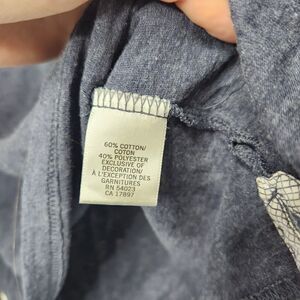 60% COTTON/
COTON
40% POLYESTER
EXCLUSIVE OF
DECORATION/
À L'EXCEPTION DES
GARNITURES
RN 54023
CA 17897